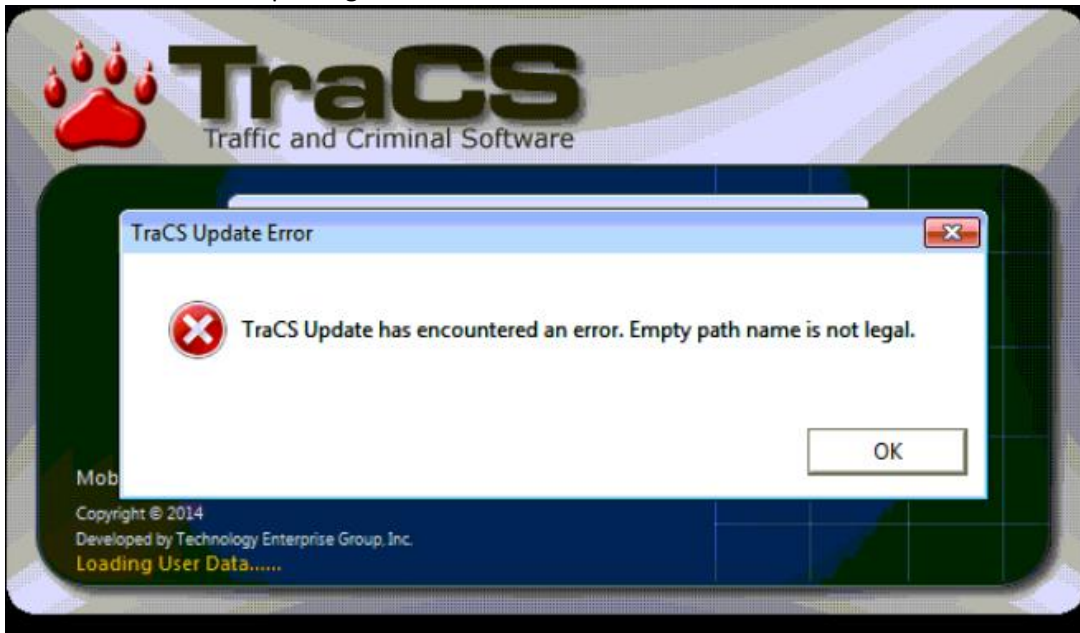 TraCS
Traffic and Criminal Software
TraCS Update Error
TraCS Update has encountered an error. Empty path name is not legal.
OK
Mob
Copyright © 2014
Developed by Technology Enterprise Group, Inc.
Loading User Data......